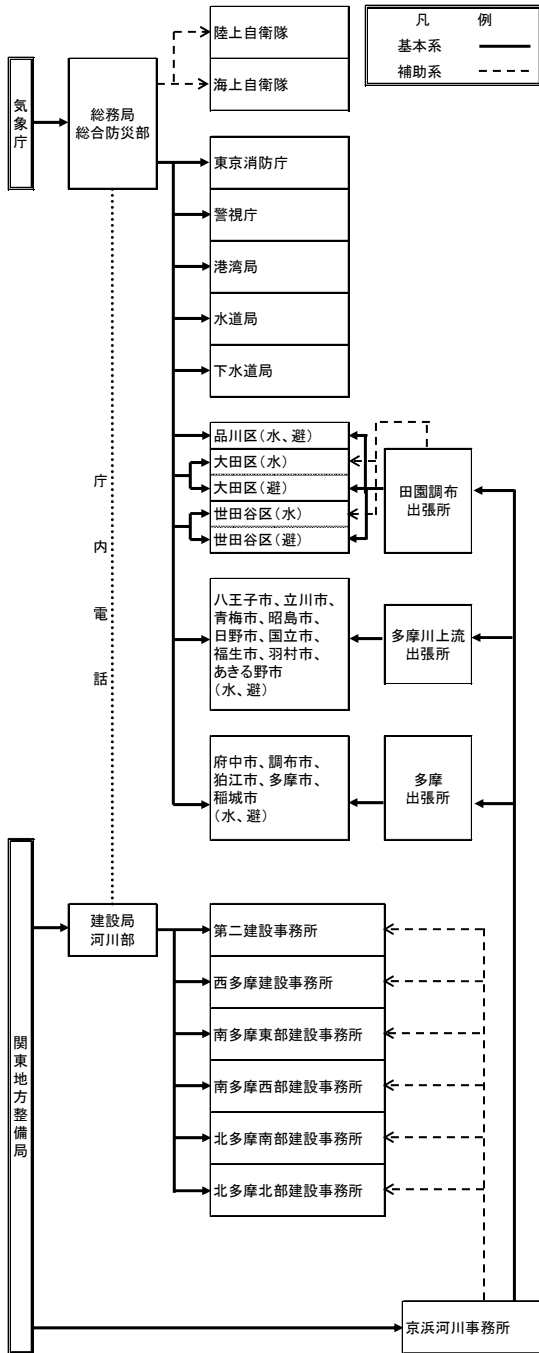 凡 例
基本系
補助系
気象庁
総務局
総合防災部
陸上自衛隊
海上自衛隊
東京消防庁
警視庁
港湾局
水道局
下水道局
品川区(水、避)
大田区(水)
大田区(避)
世田谷区(水)
世田谷区(避)
田園調布
出張所
庁内電話
八王子市、立川市、
青梅市、昭島市、
日野市、国立市、
福生市、羽村市、
あきる野市
(水、避)
多摩川上流
出張所
府中市、調布市、
狛江市、多摩市、
稲城市
(水、避)
多摩
出張所
関東地方整備局
建設局
河川部
第二建設事務所
西多摩建設事務所
南多摩東部建設事務所
南多摩西部建設事務所
北多摩南部建設事務所
北多摩北部建設事務所
京浜河川事務所